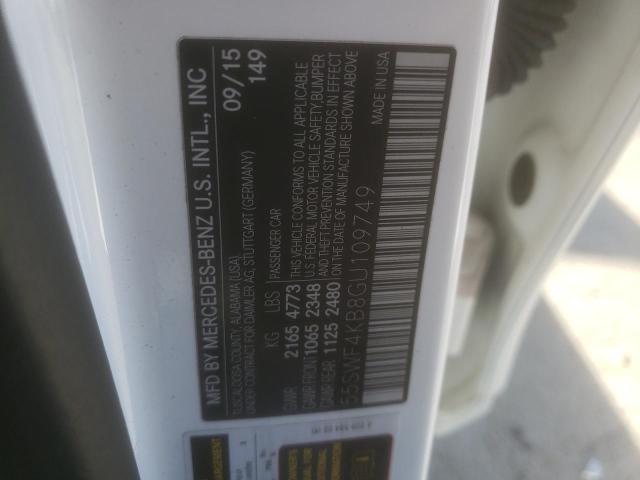 MFD BY MERCEDES-BENZ U.S. INTL., INC
TUSCALOOSA COUNTY, ALABAMA (USA)
UNDER CONTRACT FOR DAIMLER AG, STUTTGART (GERMANY)
09/15
149
KG LBS
GVWR 2165 4773
GAWR FRONT 1065 2348
GAWR REAR 1125 2480
PASSENGER CAR
THIS VEHICLE CONFORMS TO ALL APPLICABLE
U.S. FEDERAL MOTOR VEHICLE SAFETY, BUMPER
AND THEFT PREVENTION STANDARDS IN EFFECT
ON THE DATE OF MANUFACTURE SHOWN ABOVE
55SWF4KB8GU109749
MADE IN USA